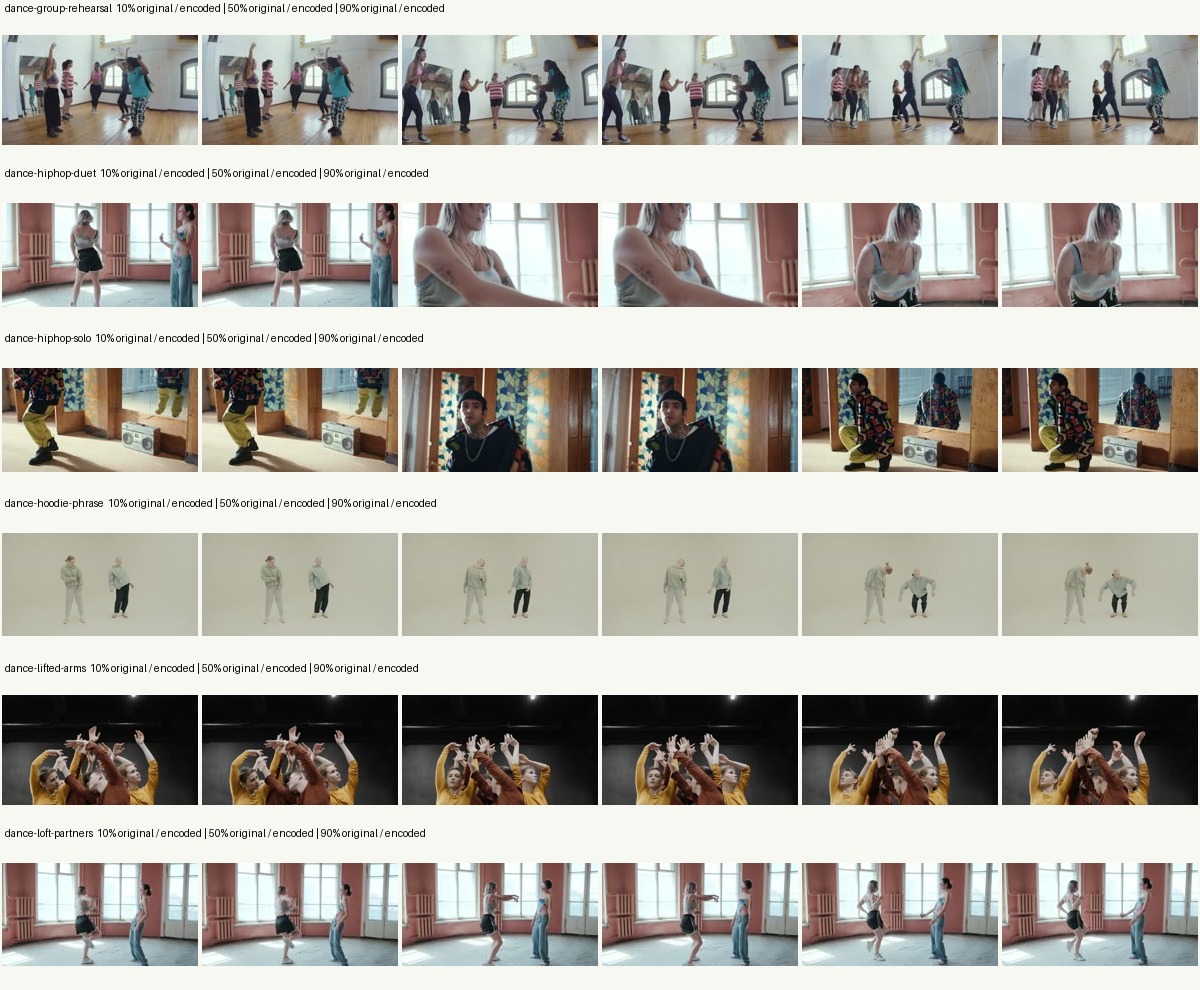 dance-group-rehearsal 10% original / encoded | 50% original / encoded | 90% original / encoded
dance-hiphop-duet 10% original / encoded | 50% original / encoded | 90% original / encoded
dance-hiphop-solo 10% original / encoded | 50% original / encoded | 90% original / encoded
dance-hoodie-phrase 10% original / encoded | 50% original / encoded | 90% original / encoded
dance-lifted-arms 10% original / encoded | 50% original / encoded | 90% original / encoded
dance-loft-partners 10% original / encoded | 50% original / encoded | 90% original / encoded